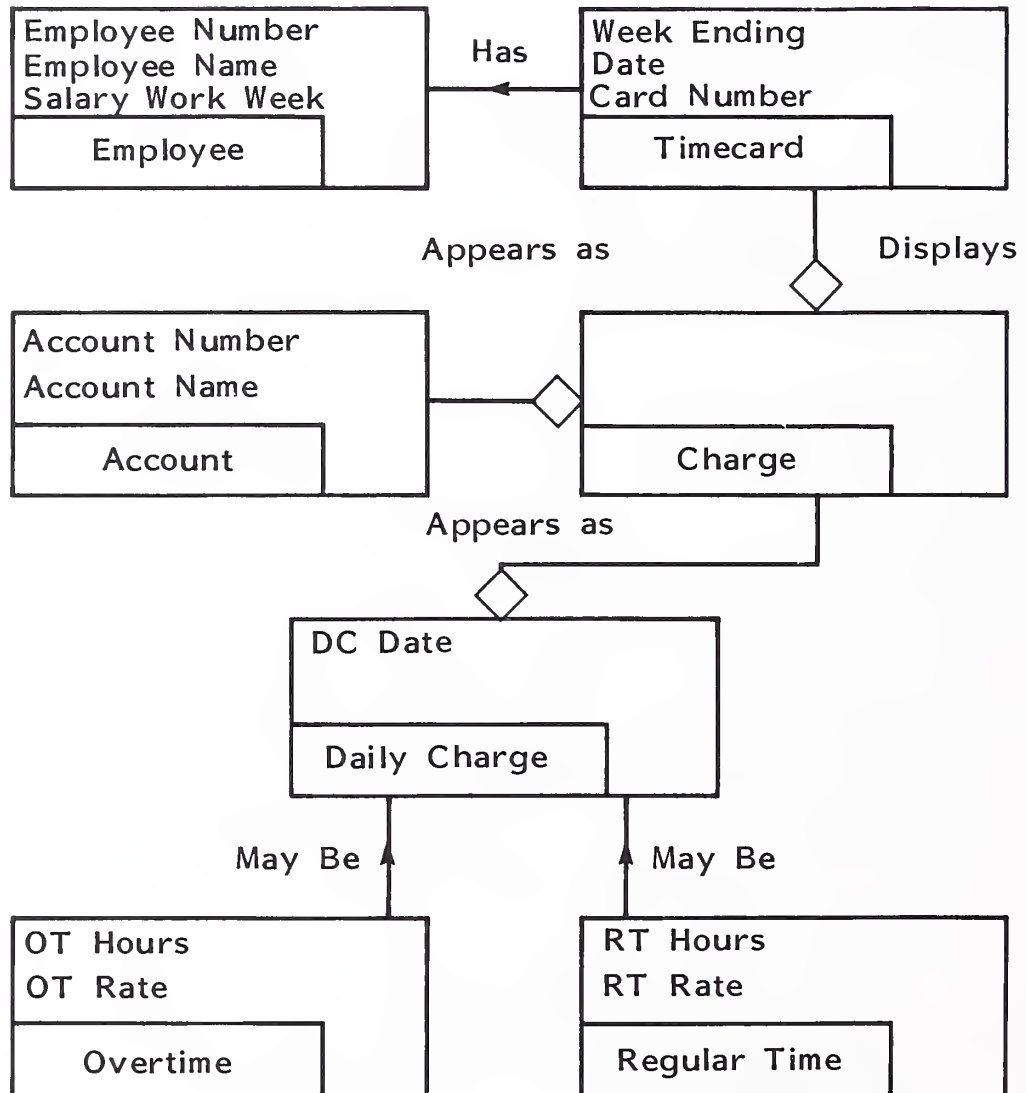 Employee Number
Employee Name
Salary Work Week
Employee
Has
Week Ending
Date
Card Number
Timecard
Appears as
Displays
Account Number
Account Name
Account
Charge
Appears as
DC Date
Daily Charge
May Be
May Be
OT Hours
OT Rate
Overtime
RT Hours
RT Rate
Regular Time